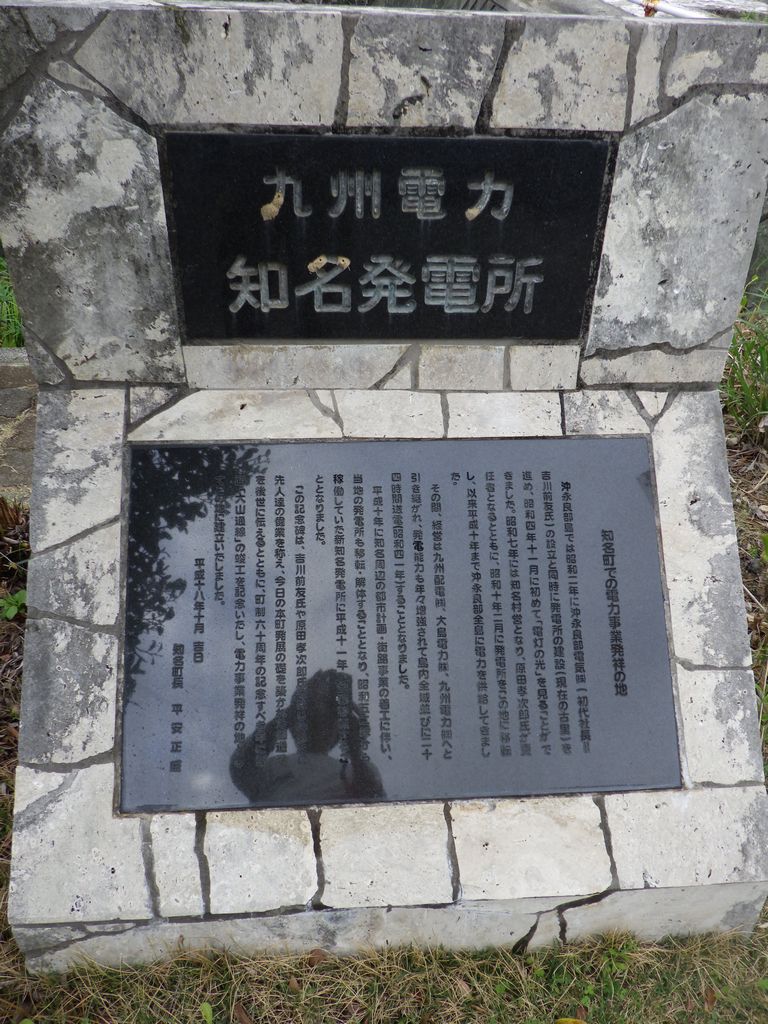 九州電力
知名発電所
知名町での電力事業発祥の地
沖永良部島では昭和二年に沖永良部電気㈱(初代社長=
吉川前友氏)の設立と同時に発電所の建設(現在の古里)を
進め、昭和四年十一月に初めて、「電灯の光」を見ることがで
きました。昭和七年には知名村営となり、原田孝次郎氏が責
任者となるとともに、昭和十年二月に発電所をこの地に移転
し、以来平成十年まで沖永良部全島に電力を供給してきまし
た。
その間、経営は九州配電㈱、大島電力㈱、九州電力㈱へと
引き継がれ、発電能力も年々増強されて島内全域並びに二十
四時間送電(昭和四一年)することとなりました。
平成十年に知名周辺の都市計画・街路事業の着工に伴い、
当地の発電所も移転・解体することとなり、昭和五
稼働していた新知名発電所に平成十一年
ととなりました。
この記念碑は、吉川前友氏や原田孝次郎氏
先人達の偉業を称え、今日の本町発展の礎を築か
を後世に伝えるとともに、町制六十周年の記念すべき
大山通線」の竣工を記念いたし、電力事業発祥の地
の地に建立いたしました。
平成十八年十月 吉日
知名町長 平安正盛